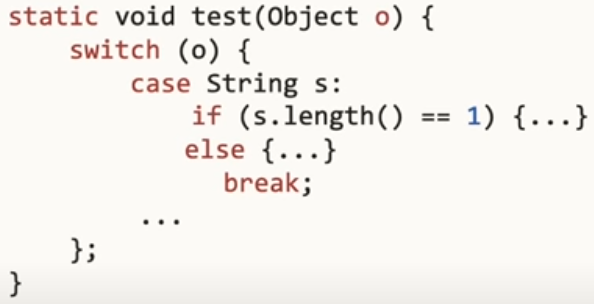 static void test(Object o) {
    switch (o) {
        case String s:
            if (s.length() == 1) {...}
            else {...}
              break;
        ...
    };
}